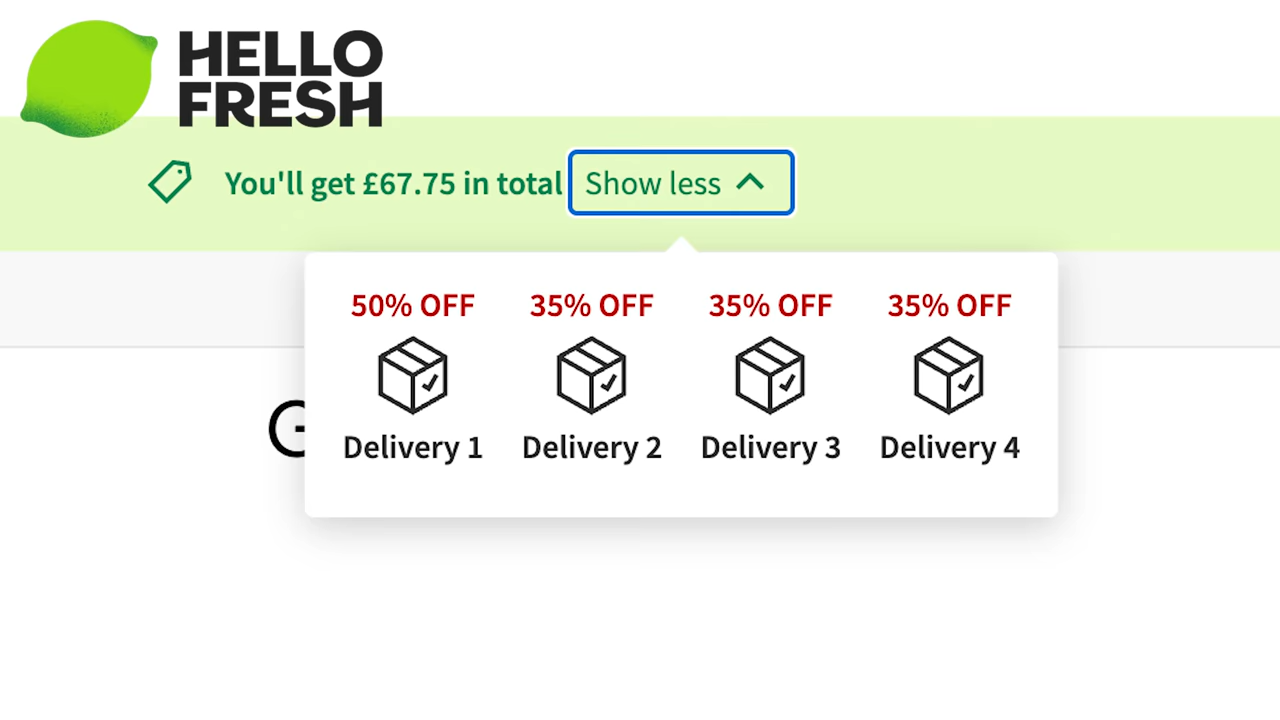 HELLO
FRESH
You'll get £67.75 in total Show less
50% OFF 35% OFF 35% OFF 35% OFF
Delivery 1 Delivery 2 Delivery 3 Delivery 4